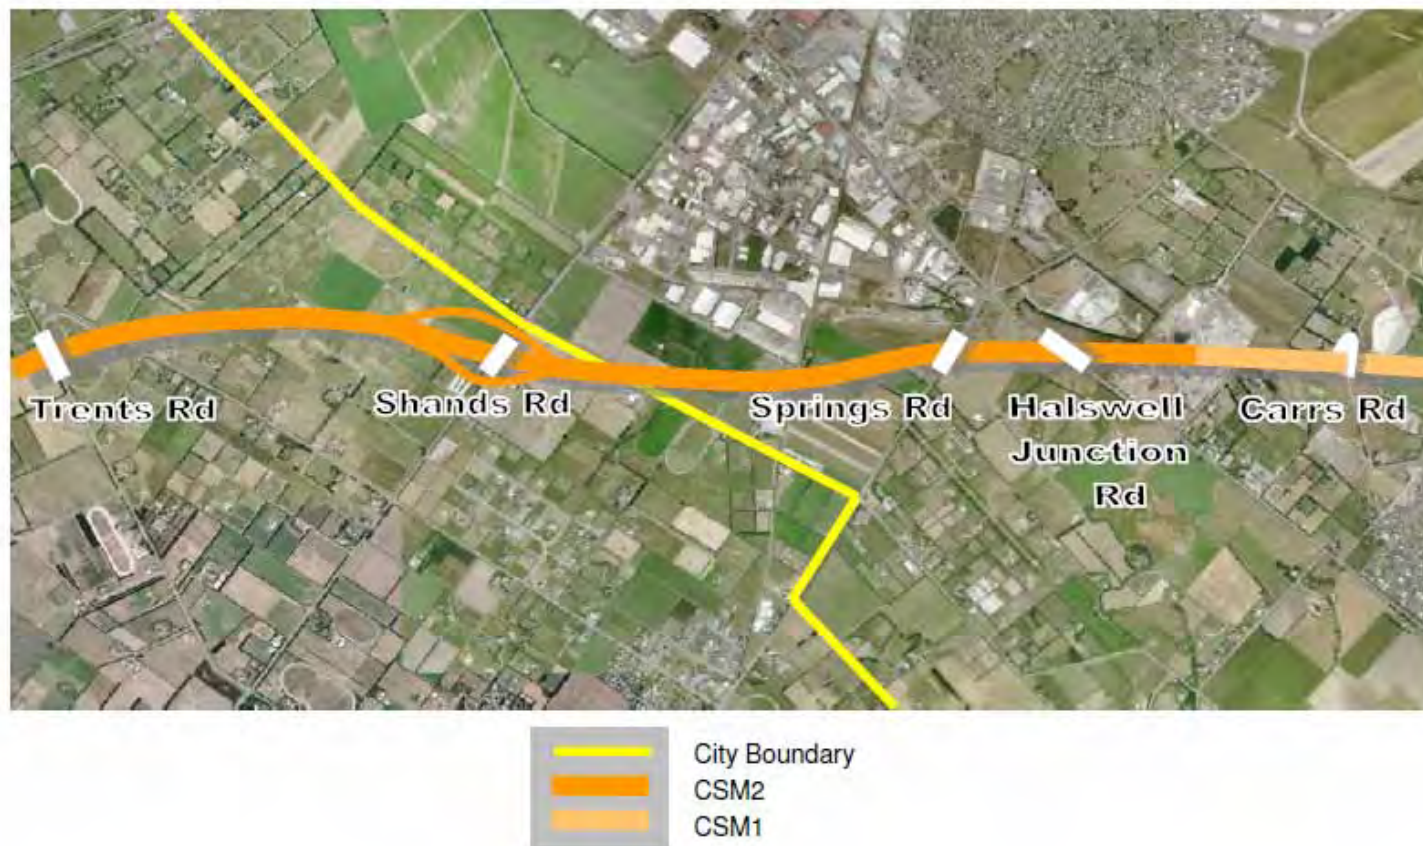 Trents Rd
Shands Rd
Springs Rd
Halswell
Junction
Rd
Carrs Rd
City Boundary
CSM2
CSM1